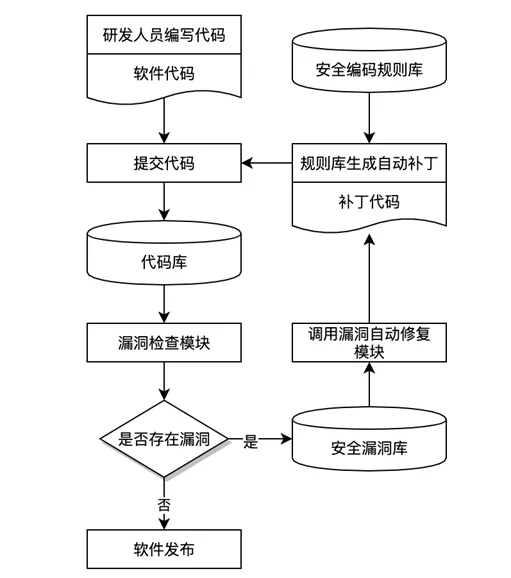 研发人员编写代码
软件代码
安全编码规则库
提交代码
规则库生成自动补丁
补丁代码
代码库
漏洞检查模块
调用漏洞自动修复
模块
是否存在漏洞
是
安全漏洞库
否
软件发布